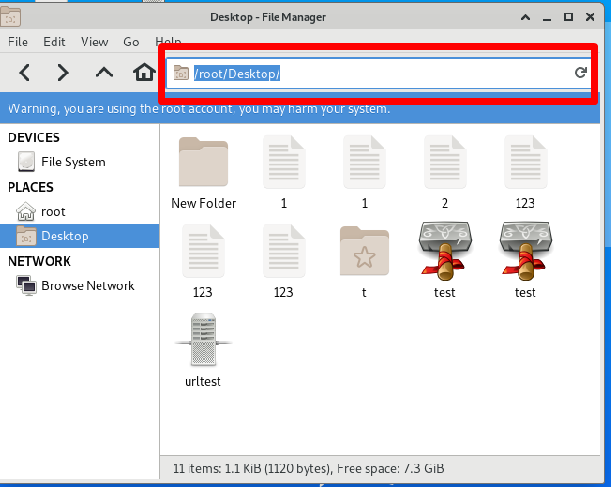 Desktop - File Manager
File Edit View Go Help
/root/Desktop/
Warning, you are using the root account, you may harm your system.
DEVICES
File System
PLACES
root
Desktop
NETWORK
Browse Network
New Folder 1 1 2 123
123 123 t test test
urltest
11 items: 1.1 KiB (1120 bytes), Free space: 7.3 GiB